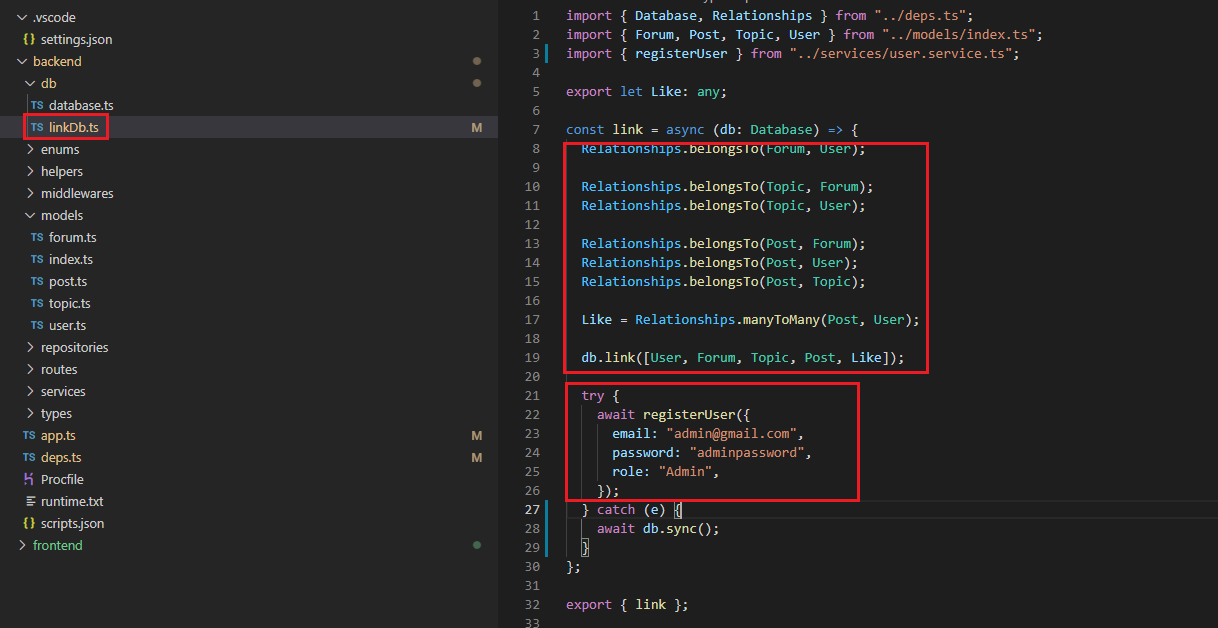 .vscode
{} settings.json
backend
db
TS database.ts
TS linkDb.ts M
enums
helpers
middlewares
models
TS forum.ts
TS index.ts
TS post.ts
TS topic.ts
TS user.ts
repositories
routes
services
types
TS app.ts M
TS deps.ts M
Procfile
runtime.txt
{} scripts.json
frontend
1 import { Database, Relationships } from "../deps.ts";
2 import { Forum, Post, Topic, User } from "../models/index.ts";
3 import { registerUser } from "../services/user.service.ts";
4
5 export let Like: any;
6
7 const link = async (db: Database) => {
8 Relationships.belongsTo(Forum, User);
9
10 Relationships.belongsTo(Topic, Forum);
11 Relationships.belongsTo(Topic, User);
12
13 Relationships.belongsTo(Post, Forum);
14 Relationships.belongsTo(Post, User);
15 Relationships.belongsTo(Post, Topic);
16
17 Like = Relationships.manyToMany(Post, User);
18
19 db.link([User, Forum, Topic, Post, Like]);
20
21 try {
22 await registerUser({
23 email: "admin@gmail.com",
24 password: "adminpassword",
25 role: "Admin",
26 });
27 } catch (e) {
28 await db.sync();
29 }
30 };
31
32 export { link };
33